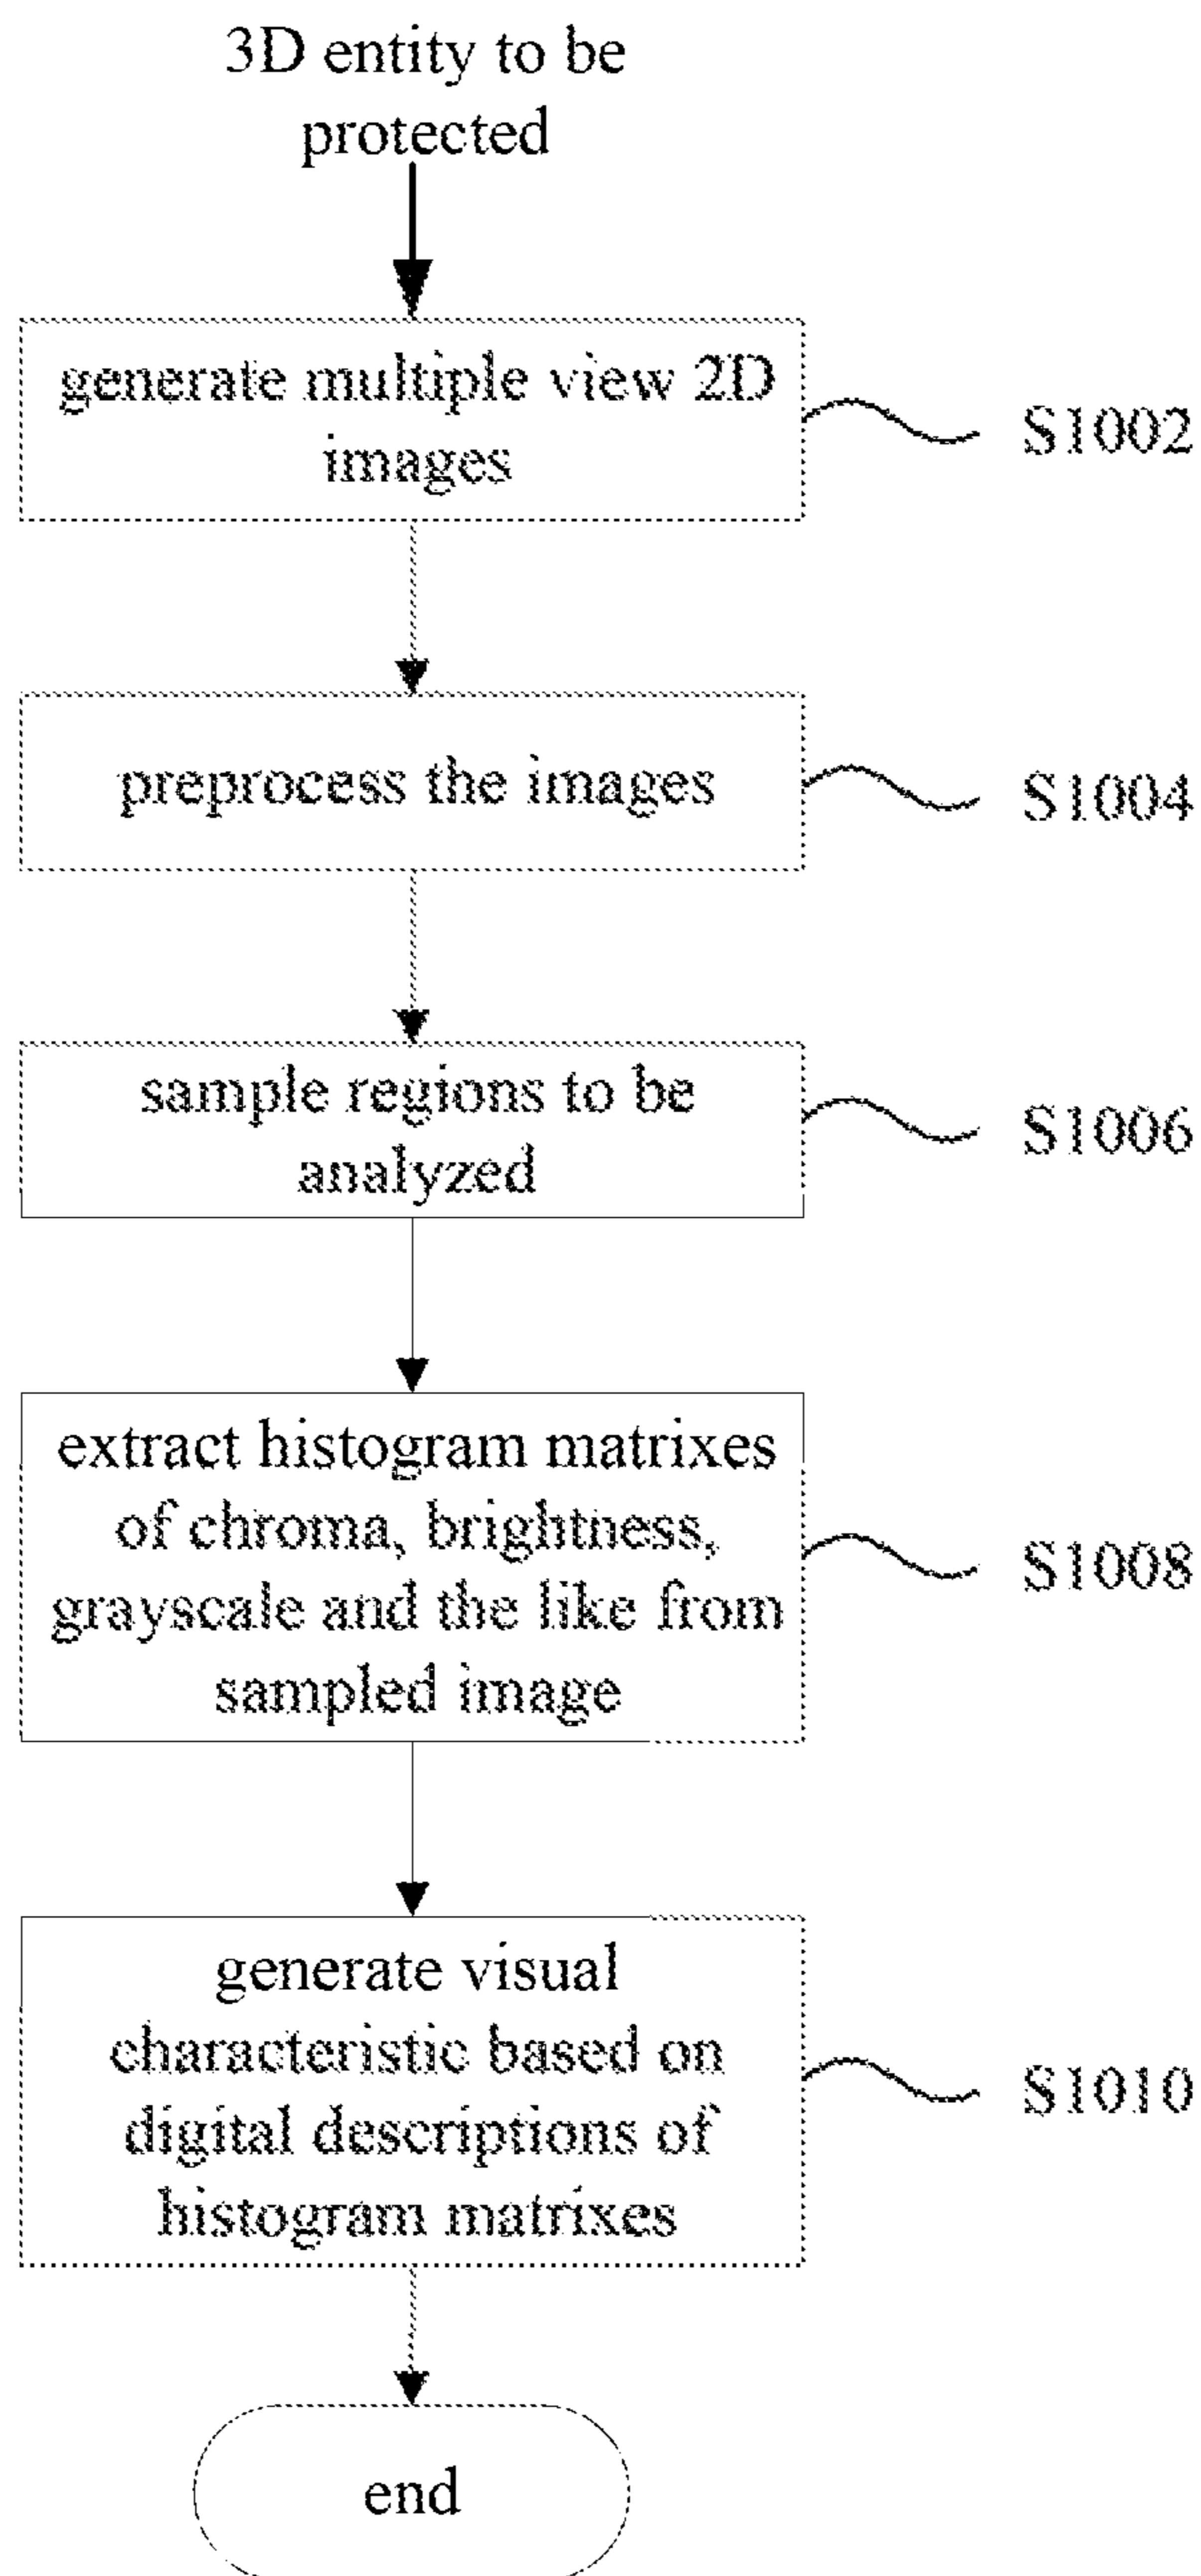 3D entity to be
protected
generate multiple view 2D
images
S1002
preprocess the images
S1004
sample regions to be
analyzed
S1006
extract histogram matrixes
of chroma, brightness,
grayscale and the like from
sampled image
S1008
generate visual
characteristic based on
digital descriptions of
histogram matrixes
S1010
end